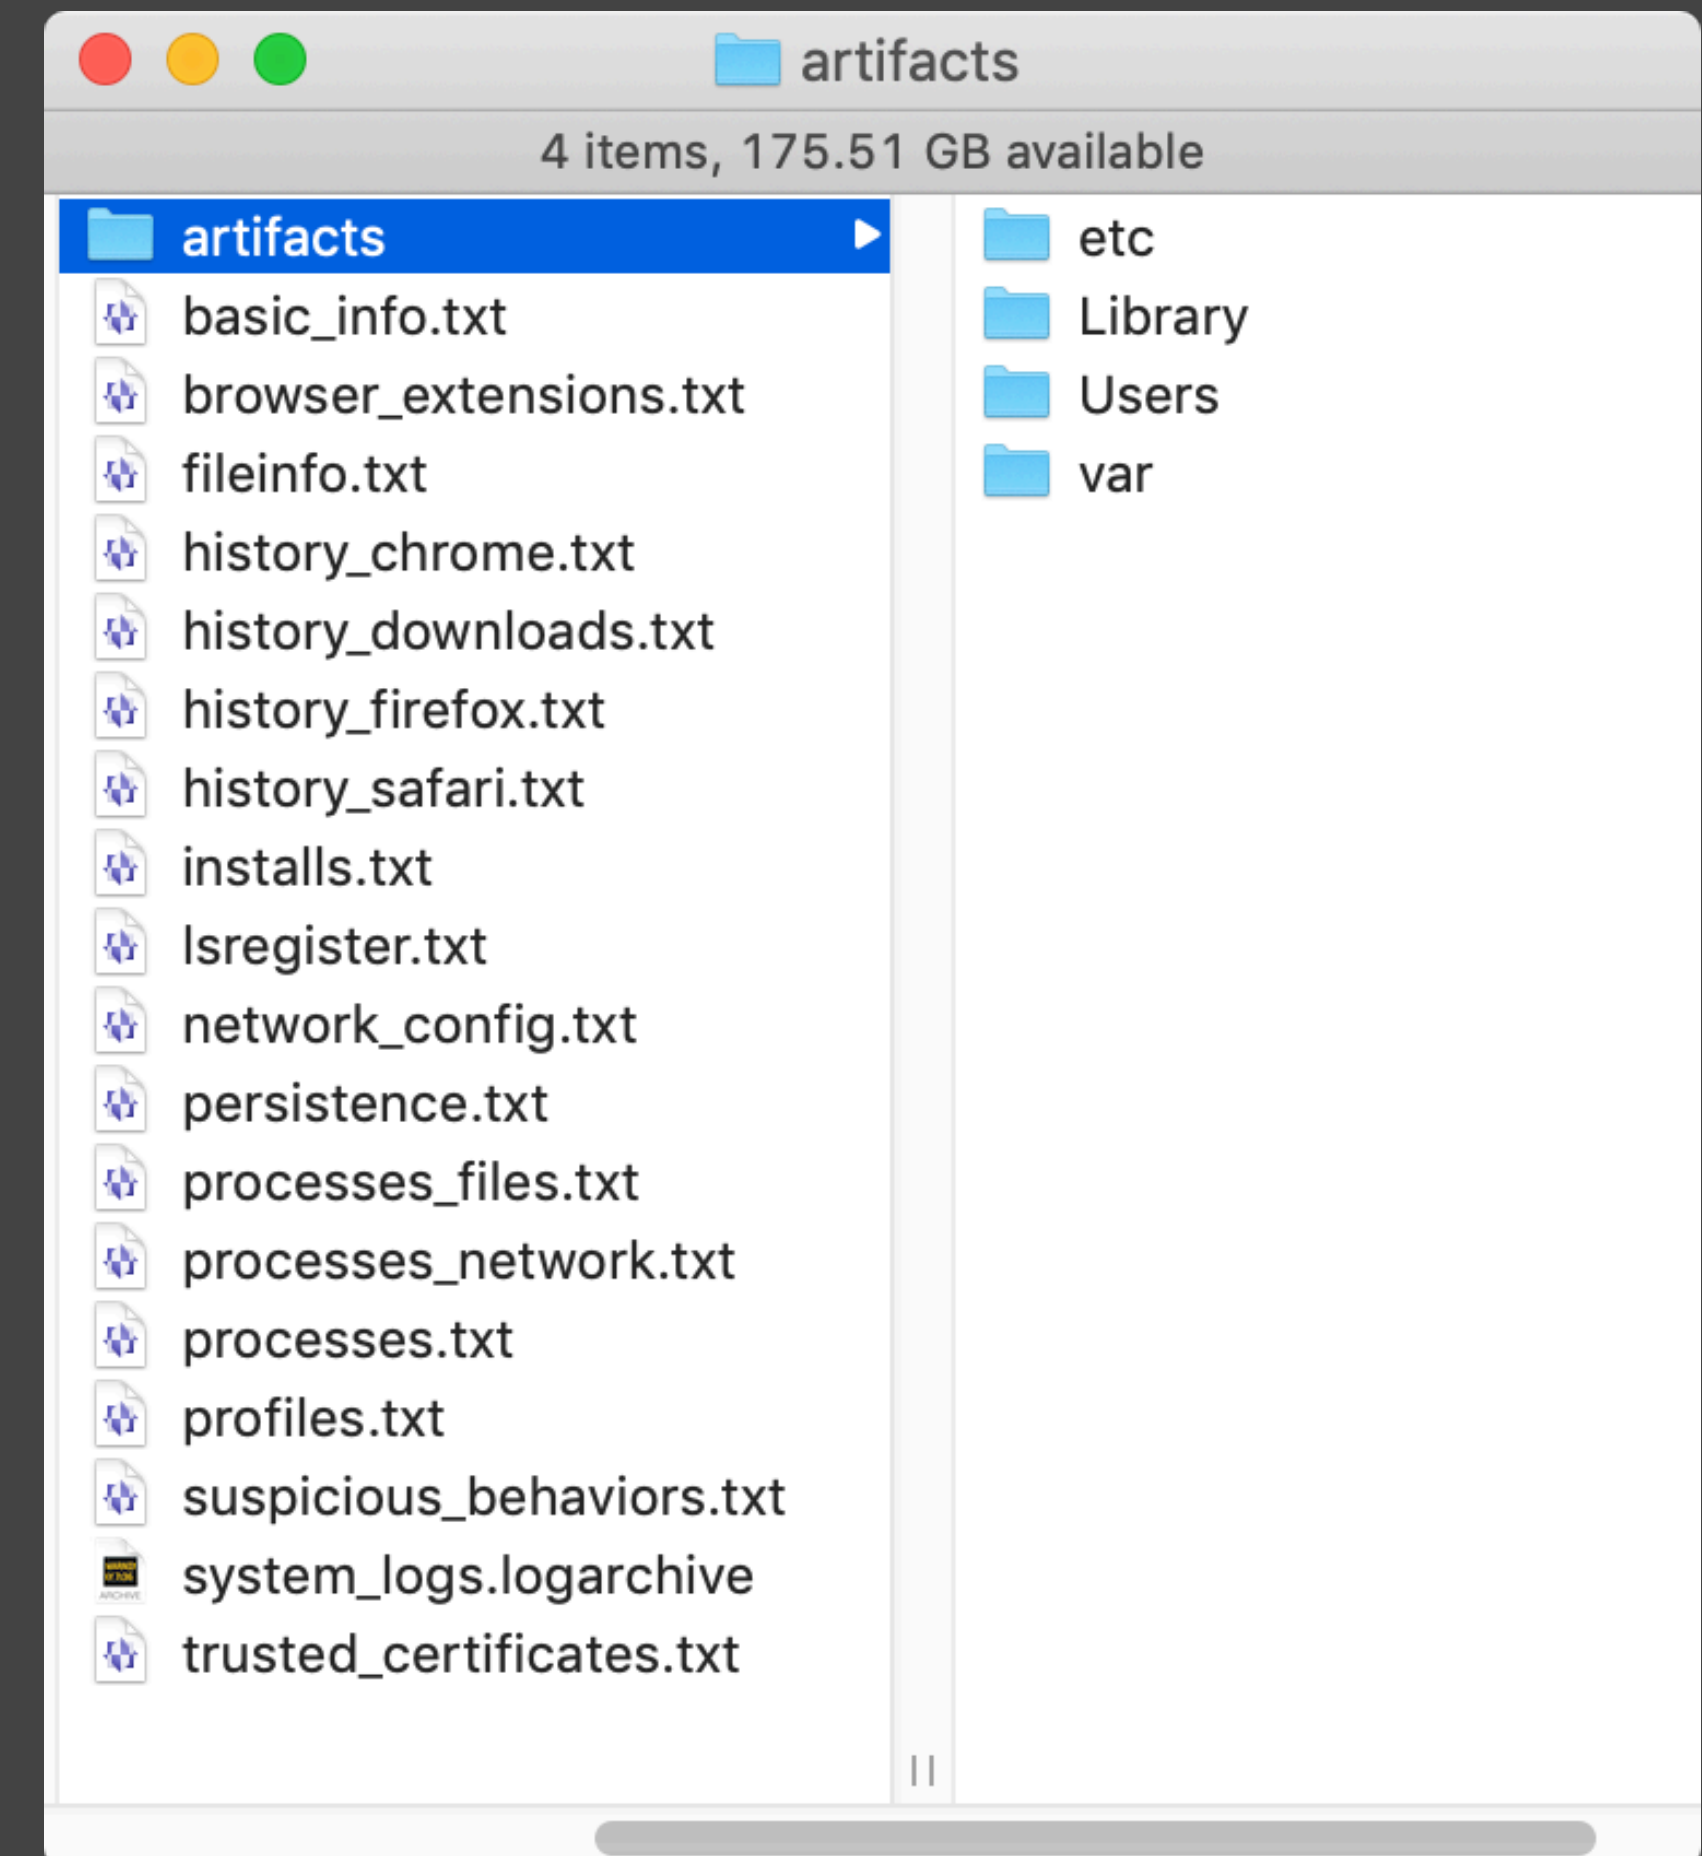 artifacts
4 items, 175.51 GB available
artifacts
basic_info.txt
browser_extensions.txt
fileinfo.txt
history_chrome.txt
history_downloads.txt
history_firefox.txt
history_safari.txt
installs.txt
lsregister.txt
network_config.txt
persistence.txt
processes_files.txt
processes_network.txt
processes.txt
profiles.txt
suspicious_behaviors.txt
system_logs.logarchive
trusted_certificates.txt
etc
Library
Users
var